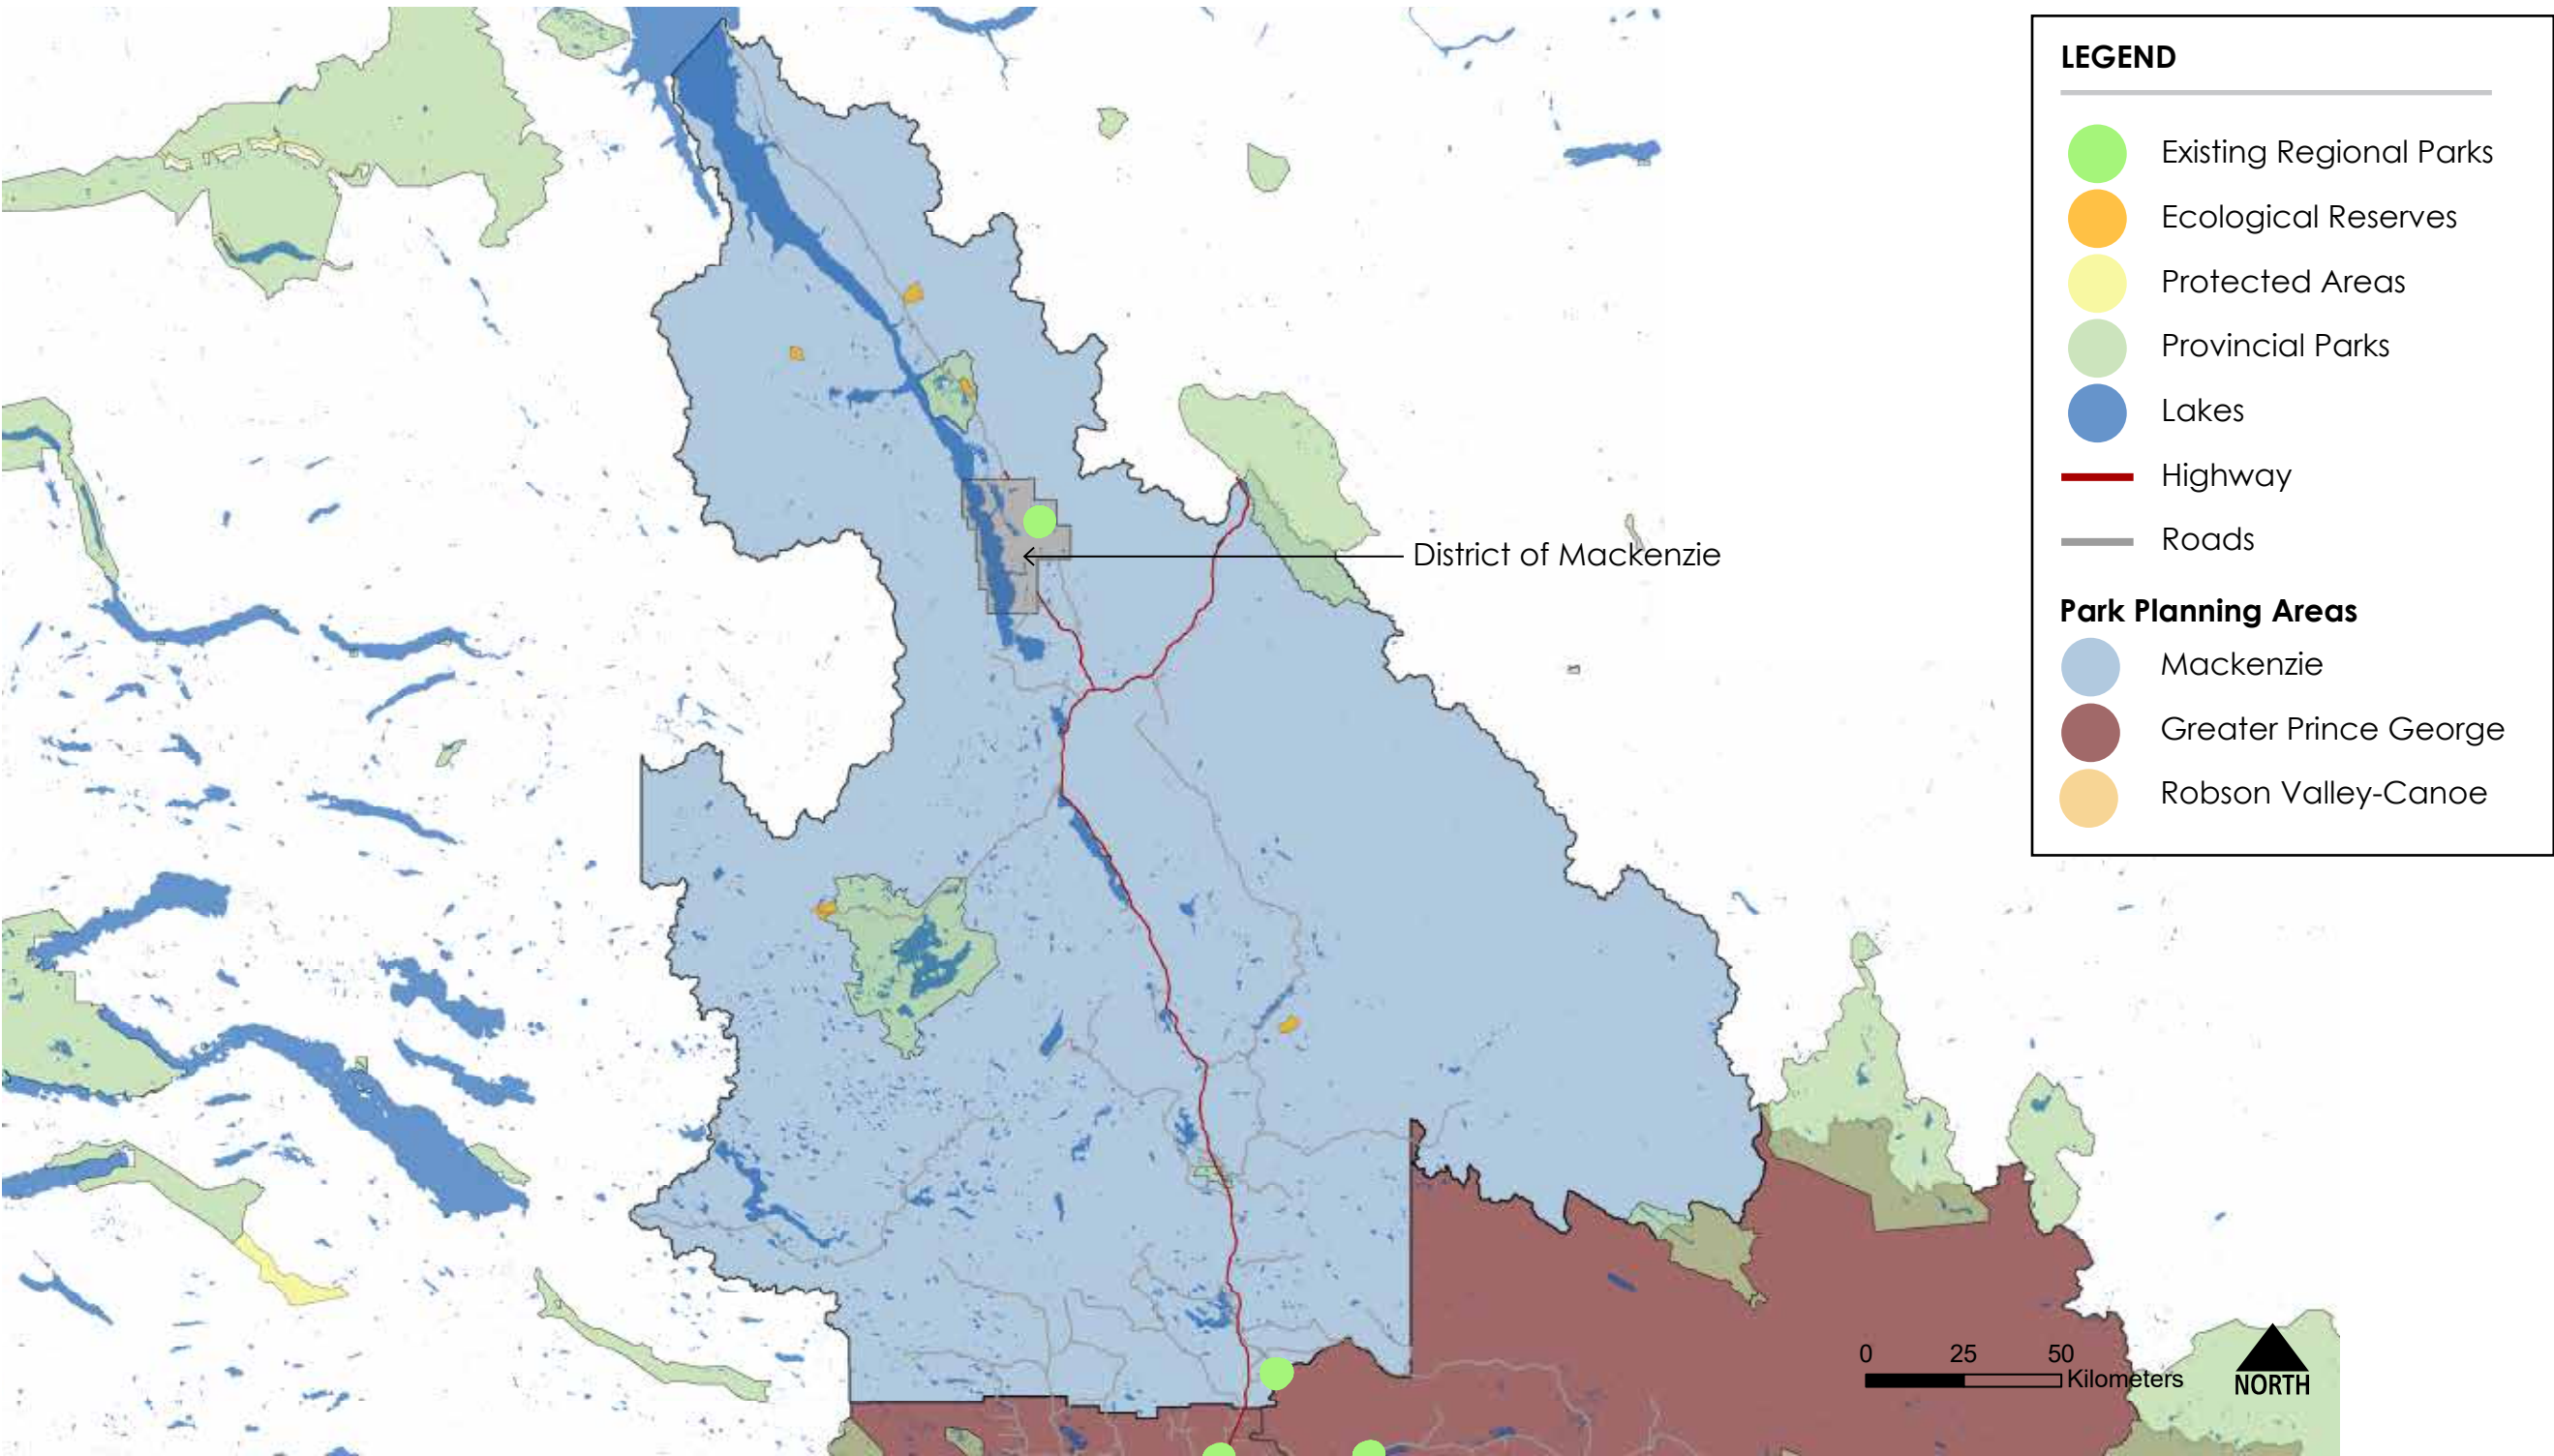 LEGEND
Existing Regional Parks
Ecological Reserves
Protected Areas
Provincial Parks
Lakes
Highway
Roads
Park Planning Areas
Mackenzie
Greater Prince George
Robson Valley-Canoe
District of Mackenzie
0 25 50
Kilometers
NORTH